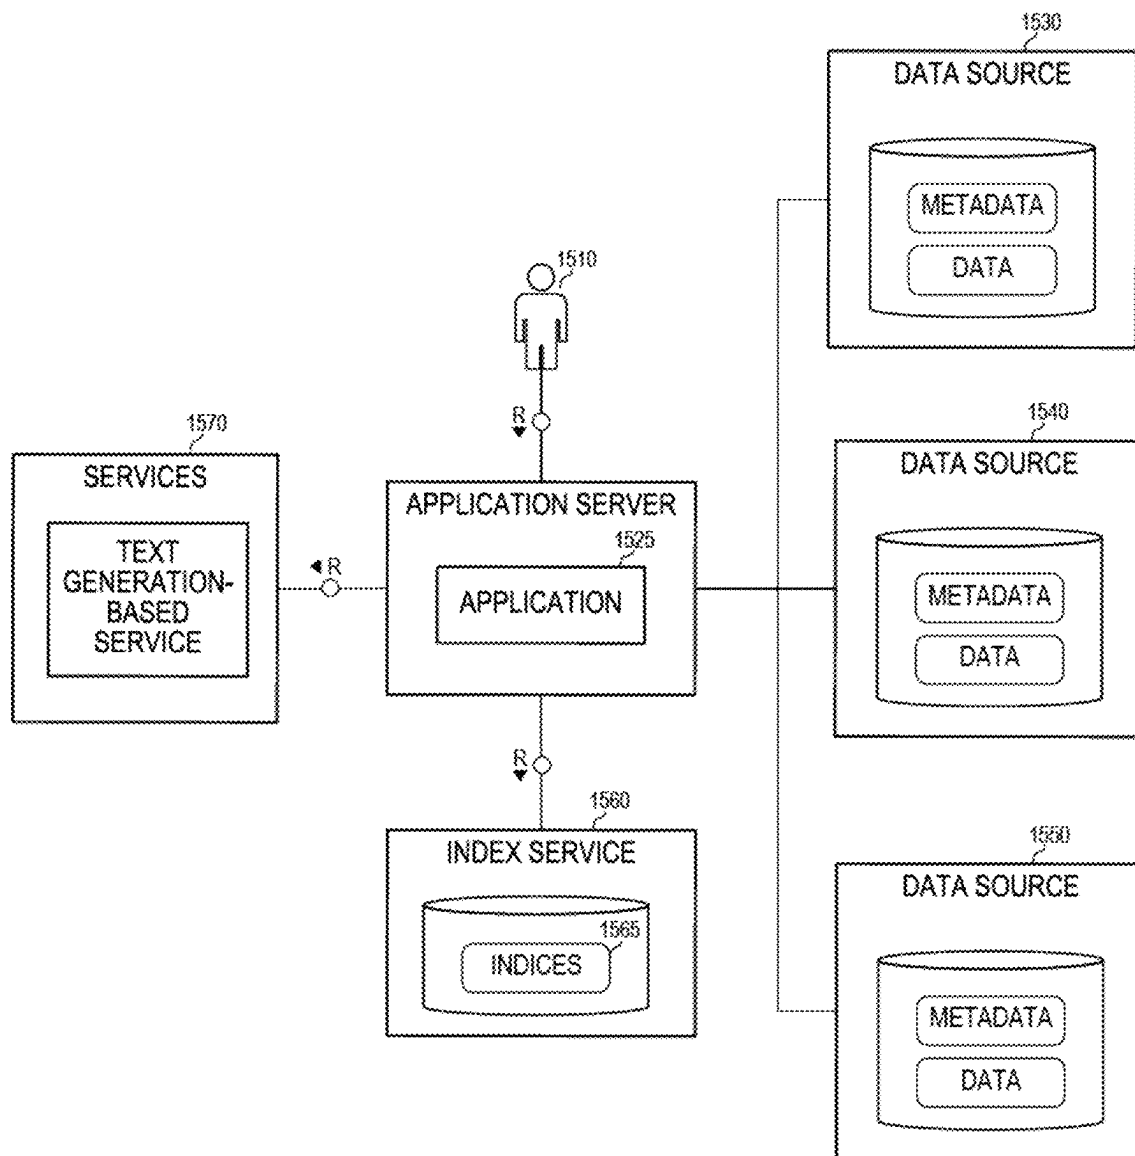 1530
DATA SOURCE
METADATA
DATA
1510
R
1570
SERVICES
TEXT
GENERATION-
BASED
SERVICE
R
APPLICATION SERVER
1525
APPLICATION
1540
DATA SOURCE
METADATA
DATA
R
1560
INDEX SERVICE
1565
INDICES
1550
DATA SOURCE
METADATA
DATA